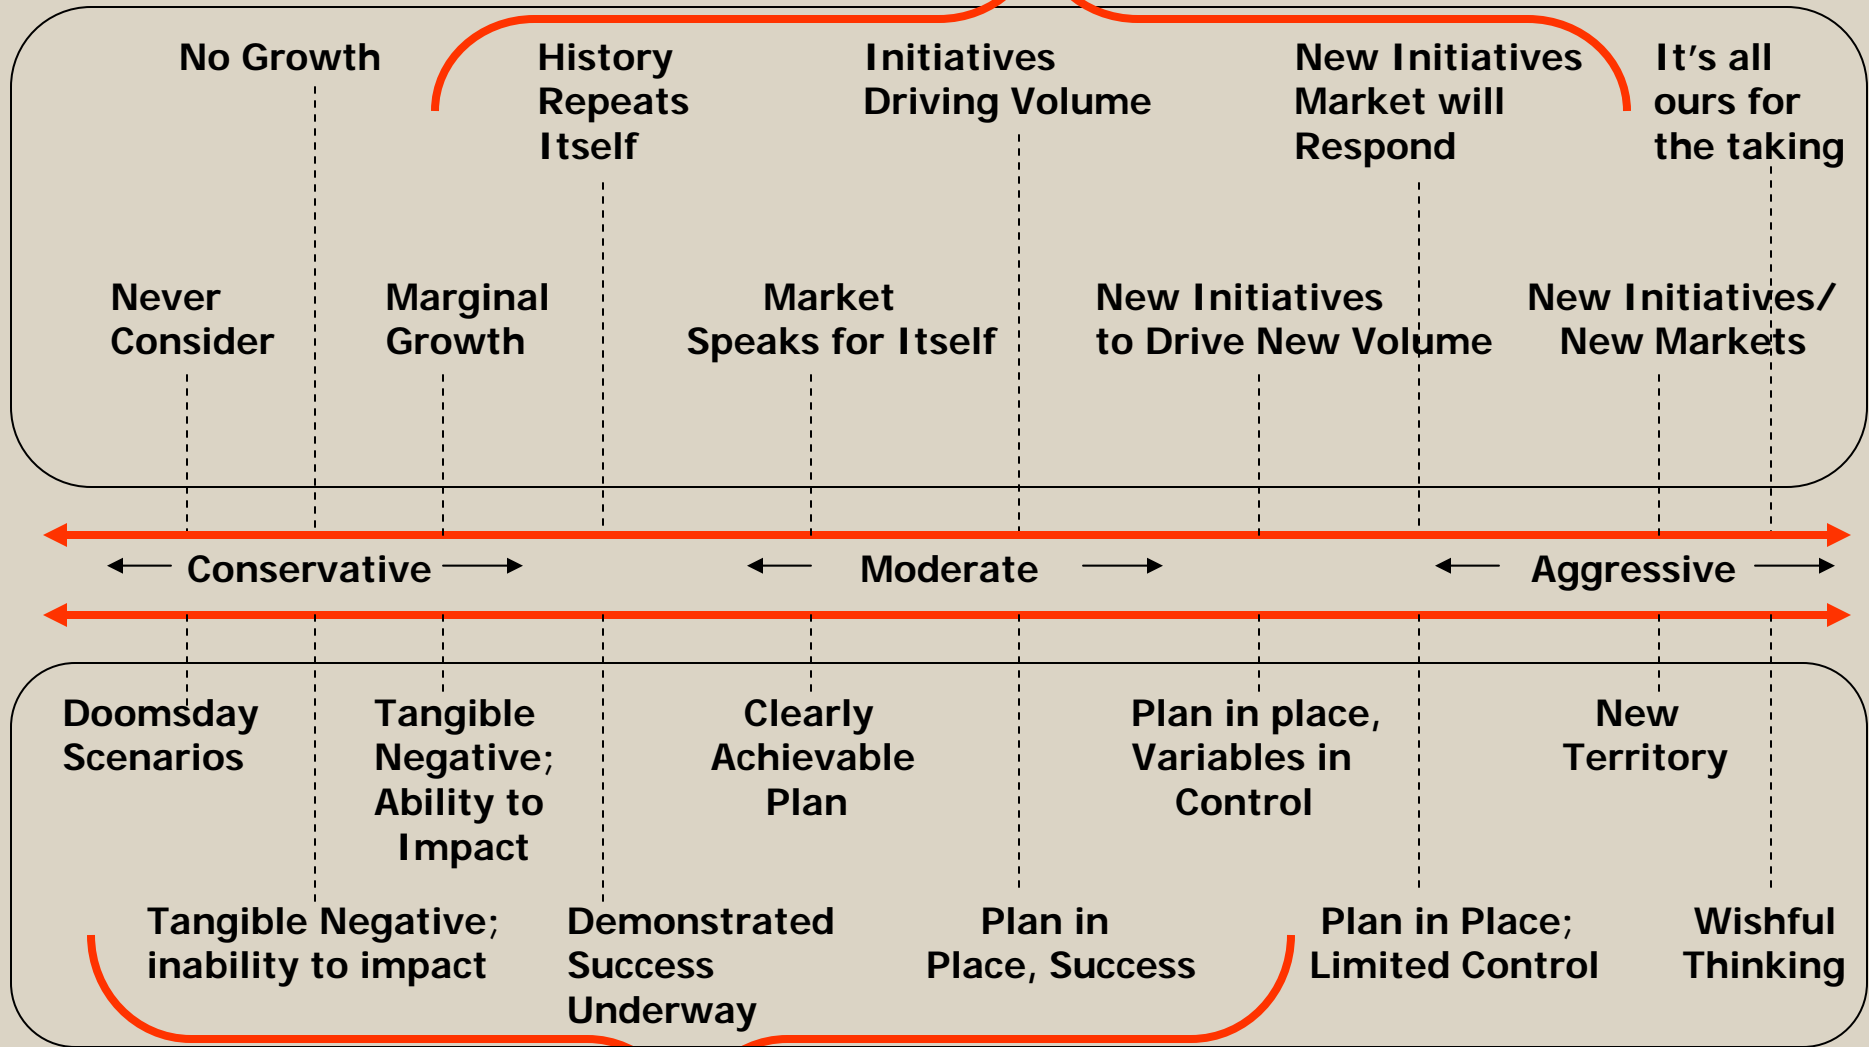 No Growth
History
Repeats
Itself
Initiatives
Driving Volume
New Initiatives
Market will
Respond
It's all
ours for
the taking
Never
Consider
Marginal
Growth
Market
Speaks for Itself
New Initiatives
to Drive New Volume
New Initiatives/
New Markets
Conservative
Moderate
Aggressive
Doomsday
Scenarios
Tangible
Negative;
Ability to
Impact
Clearly
Achievable
Plan
Plan in place,
Variables in
Control
New
Territory
Tangible Negative;
inability to impact
Demonstrated
Success
Underway
Plan in
Place, Success
Plan in Place;
Limited Control
Wishful
Thinking